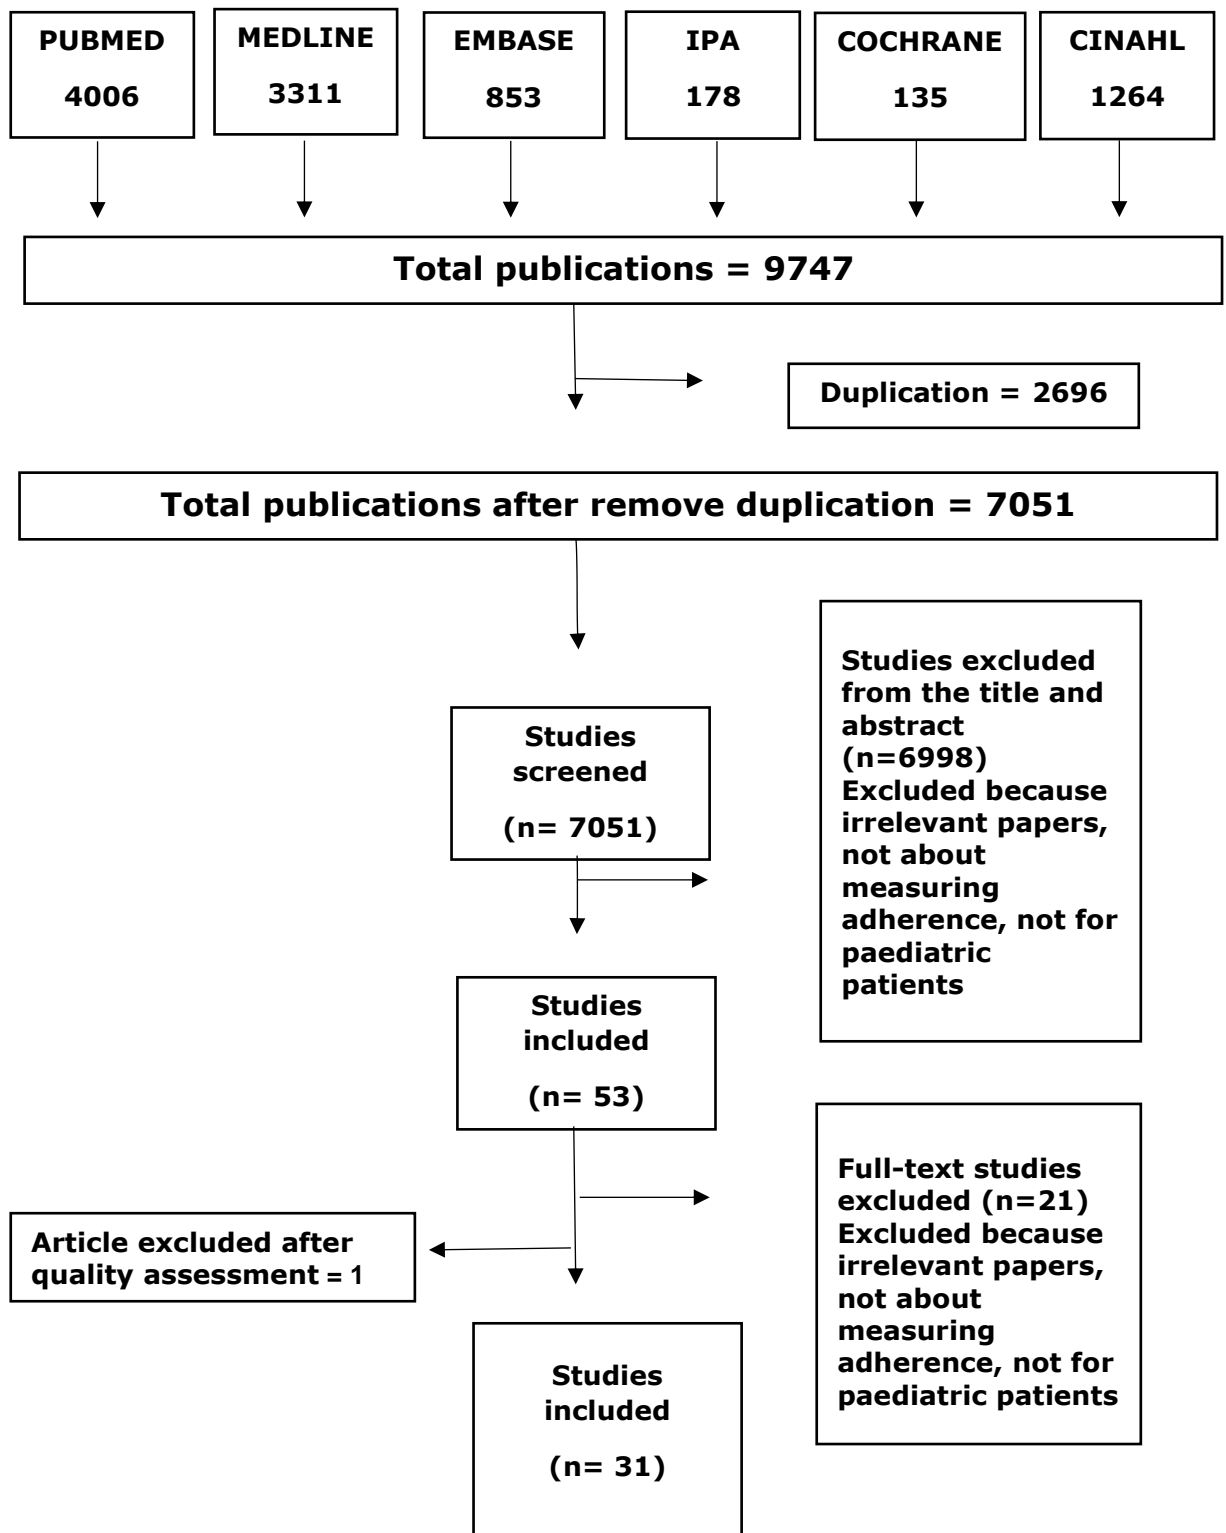 PUBMED
4006
MEDLINE
3311
EMBASE
853
IPA
178
COCHRANE
135
CINAHL
1264
Total publications = 9747
Duplication = 2696
Total publications after remove duplication = 7051
Studies
screened
(n= 7051)
Studies excluded
from the title and
abstract
(n=6998)
Excluded because
irrelevant papers,
not about
measuring
adherence, not for
paediatric
patients
Studies
included
(n= 53)
Full-text studies
excluded (n=21)
Excluded because
irrelevant papers,
not about
measuring
adherence, not for
paediatric patients
Article excluded after
quality assessment = 1
Studies
included
(n= 31)